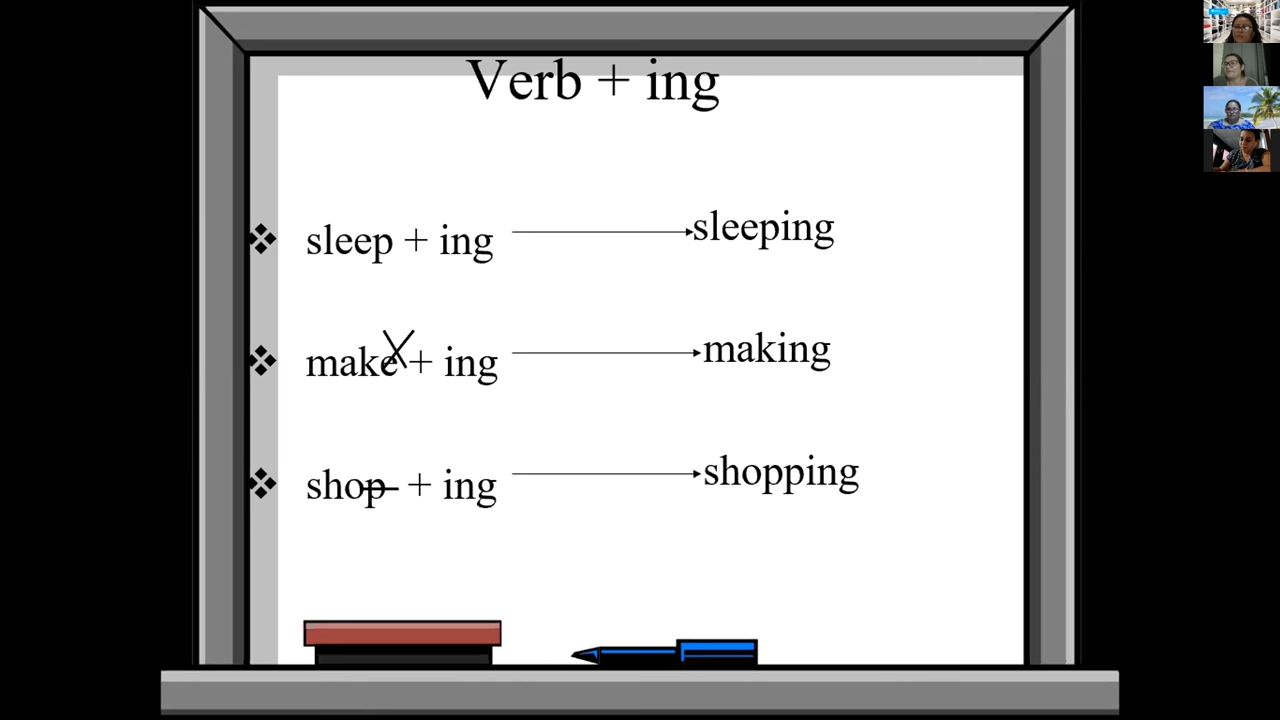 Verb + ing
sleep + ing sleeping
make + ing making
shop + ing shopping